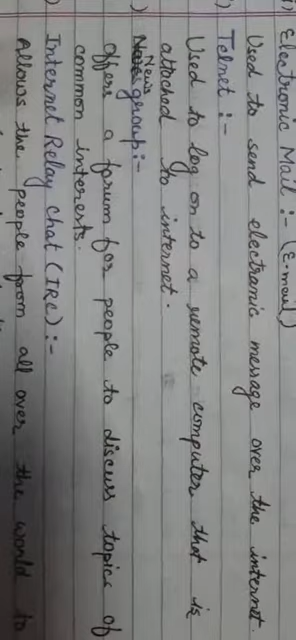 i) Electronic Mail :- (E-mail)
Used to send electronic message over the internet
) Telnet :-
Used to log on to a remote computer that is
attached to internet.
) News group :-
Offers a forum for people to discuss topics of
common interests.
) Internet Relay Chat (IRC) :-
Allows the people from all over the world to